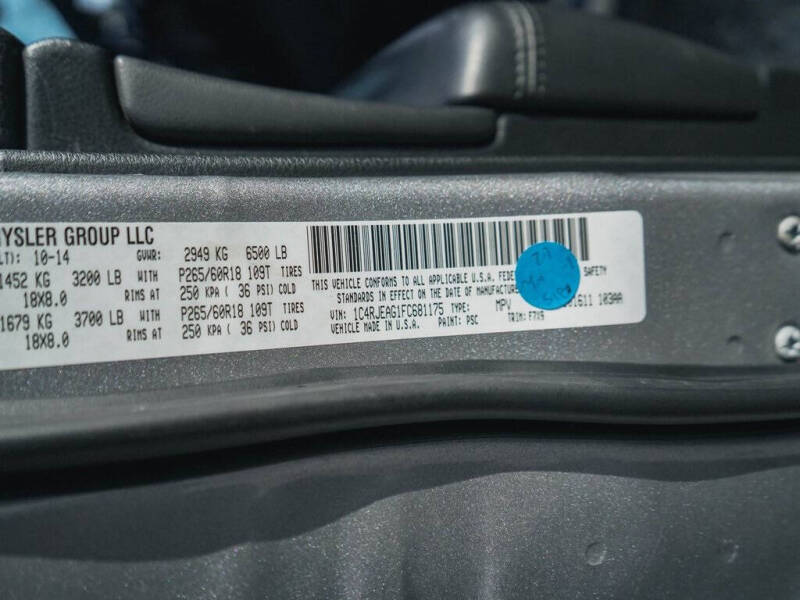 YSLER GROUP LLC
LT): 10-14 GVWR: 2949 KG 6500 LB
1452 KG 3200 LB WITH P265/60R18 109T TIRES
18X8.0 RIMS AT 250 KPA ( 36 PSI) COLD
1679 KG 3700 LB WITH P265/60R18 109T TIRES
18X8.0 RIMS AT 250 KPA ( 36 PSI) COLD
THIS VEHICLE CONFORMS TO ALL APPLICABLE U.S.A. FEDE SAFETY
STANDARDS IN EFFECT ON THE DATE OF MANUFACTURE
VIN: 1C4RJEAG1FC681175 TYPE: MPV 1611 103AA
VEHICLE MADE IN U.S.A. PAINT: PSC TRIM: F7X9